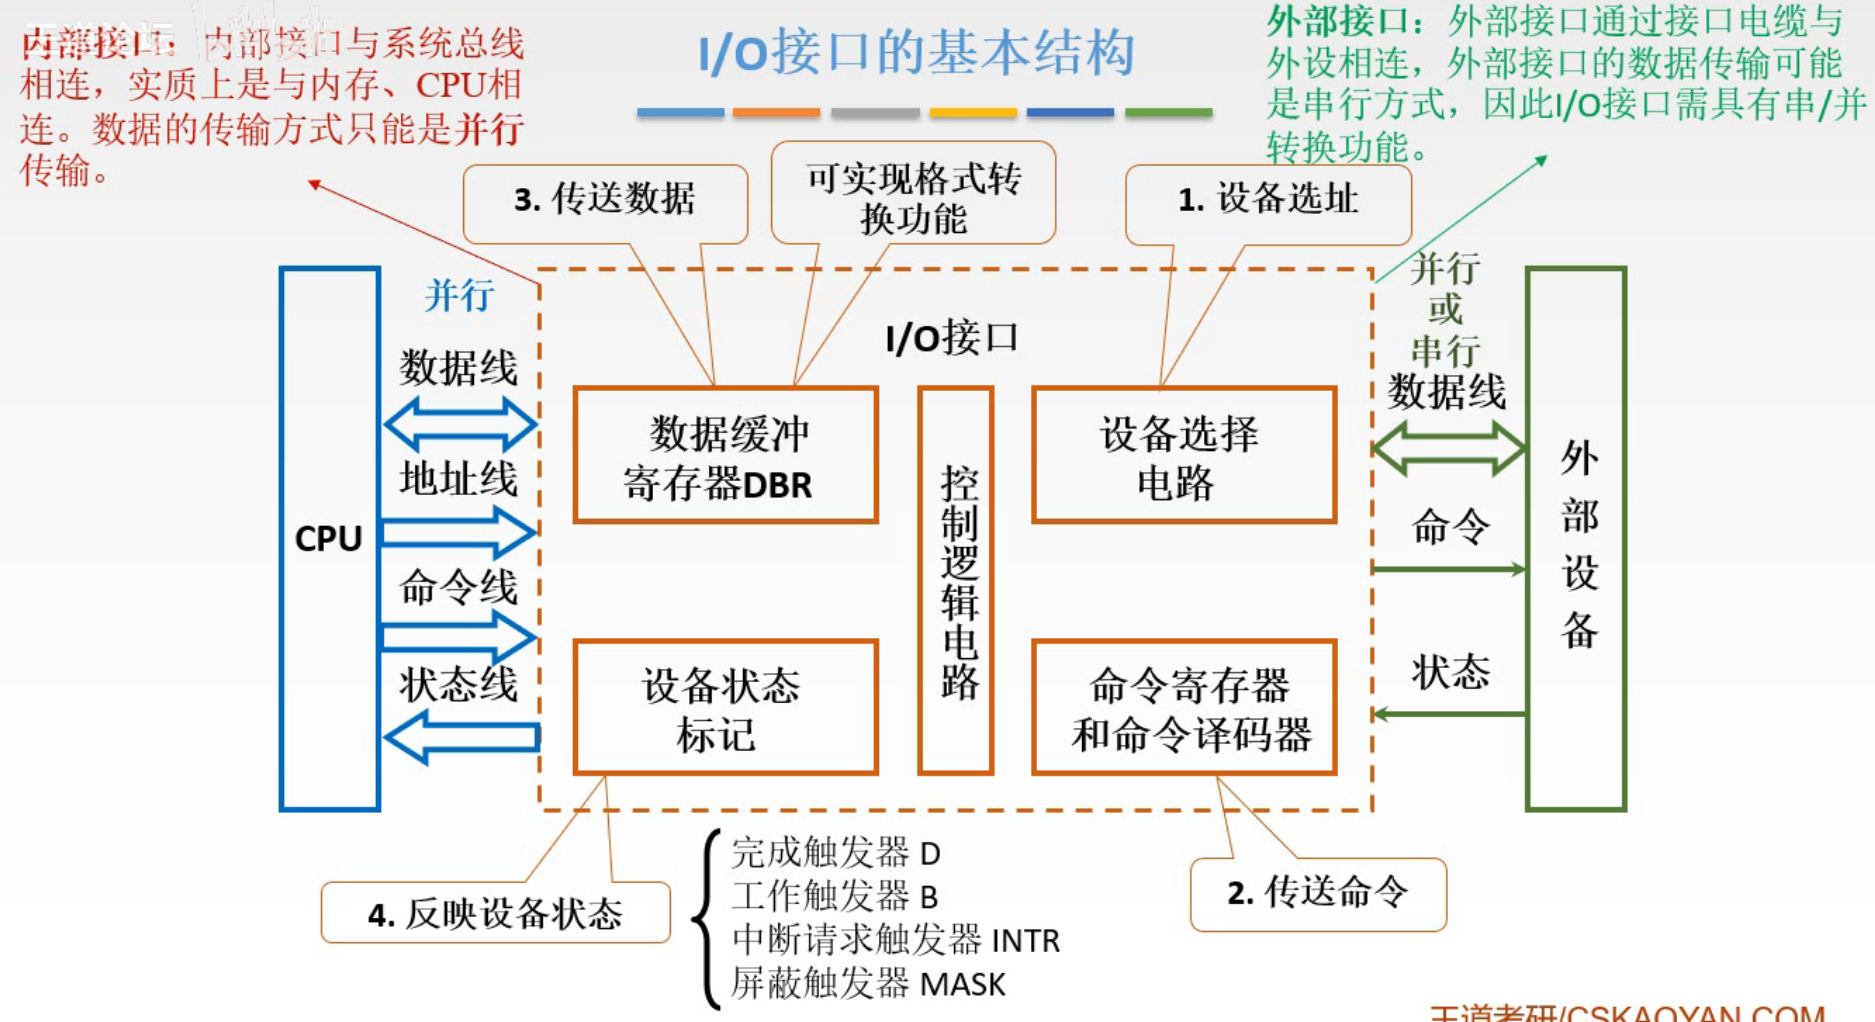 王道论坛
I/O接口的基本结构
内部接口：内部接口与系统总线
相连，实质上是与内存、CPU相
连。数据的传输方式只能是并行
传输。
外部接口：外部接口通过接口电缆与
外设相连，外部接口的数据传输可能
是串行方式，因此I/O接口需具有串/并
转换功能。
3. 传送数据
可实现格式转
换功能
1. 设备选址
并行
数据线
地址线
命令线
状态线
CPU
I/O接口
数据缓冲
寄存器DBR
控制逻辑电路
设备选择
电路
设备状态
标记
命令寄存器
和命令译码器
并行
或
串行
数据线
命令
状态
外部设备
4. 反映设备状态
完成触发器 D
工作触发器 B
中断请求触发器 INTR
屏蔽触发器 MASK
2. 传送命令
王道考研/CSKAOYAN.COM